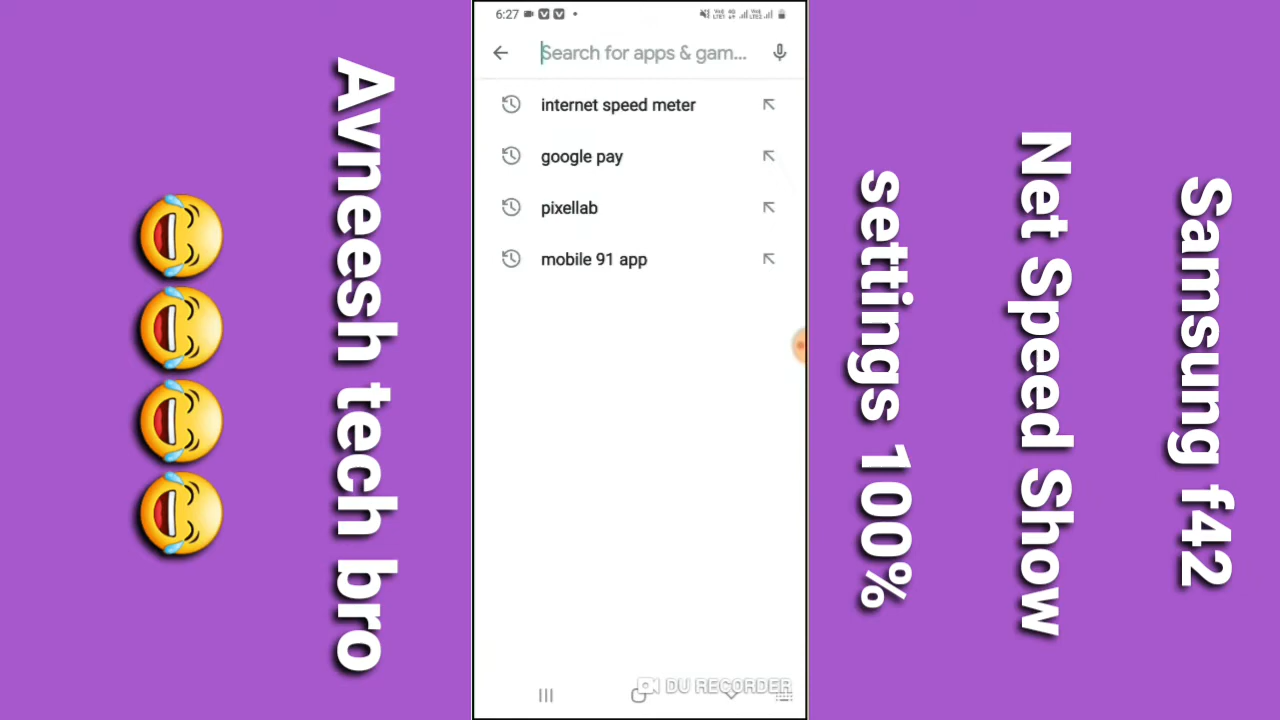 Avneesh tech bro
6:27
Search for apps & gam...
internet speed meter
google pay
pixellab
mobile 91 app
DU RECORDER
Samsung f42
Net Speed Show
settings 100%